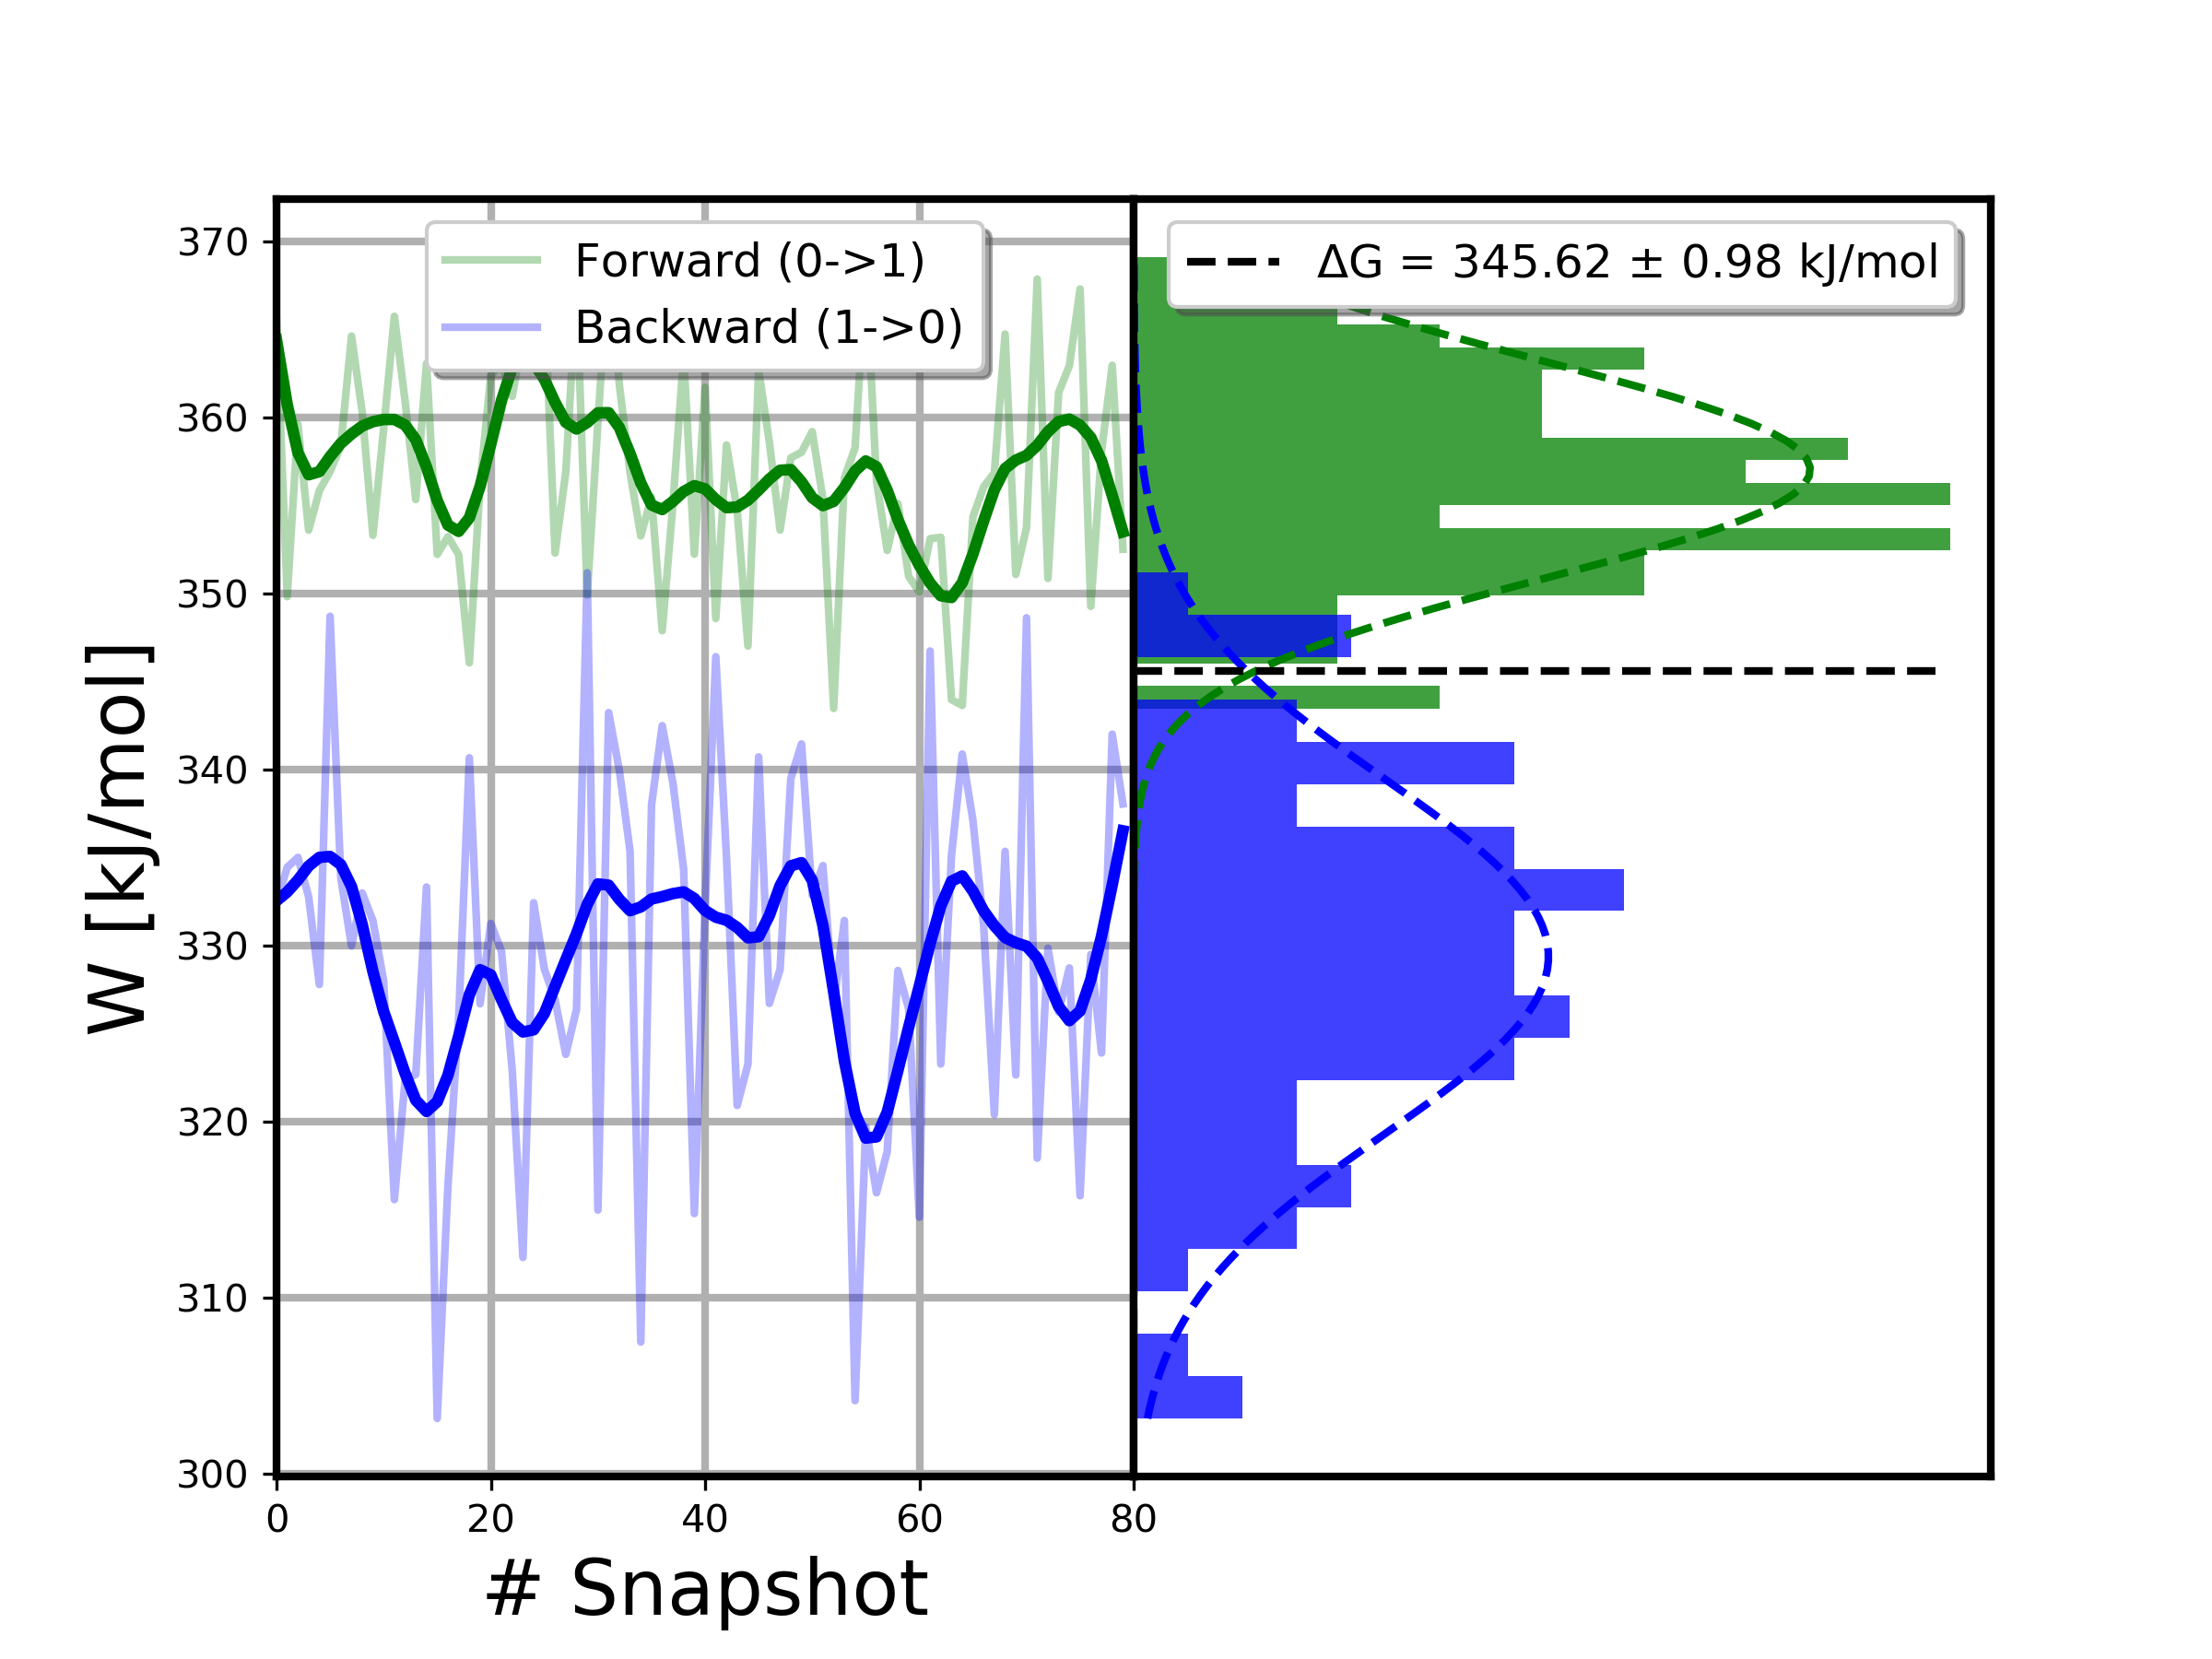 Forward (0->1)
Backward (1->0)
ΔG = 345.62 ± 0.98 kJ/mol
W [kJ/mol]
370
360
350
340
330
320
310
300
0 20 40 60 80
# Snapshot